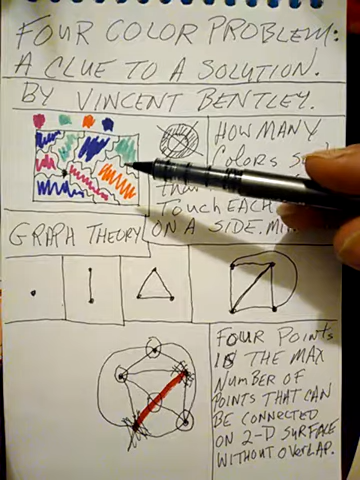 FOUR COLOR PROBLEM:
A CLUE TO A SOLUTION.
BY VINCENT BENTLEY.
HOW MANY
COLORS
THAT
TOUCH EACH
ON A SIDE.
GRAPH THEORY
FOUR POINTS
IS THE MAX
NUMBER OF
POINTS THAT CAN
BE CONNECTED
ON 2-D SURFACE
WITHOUT OVERLAP.